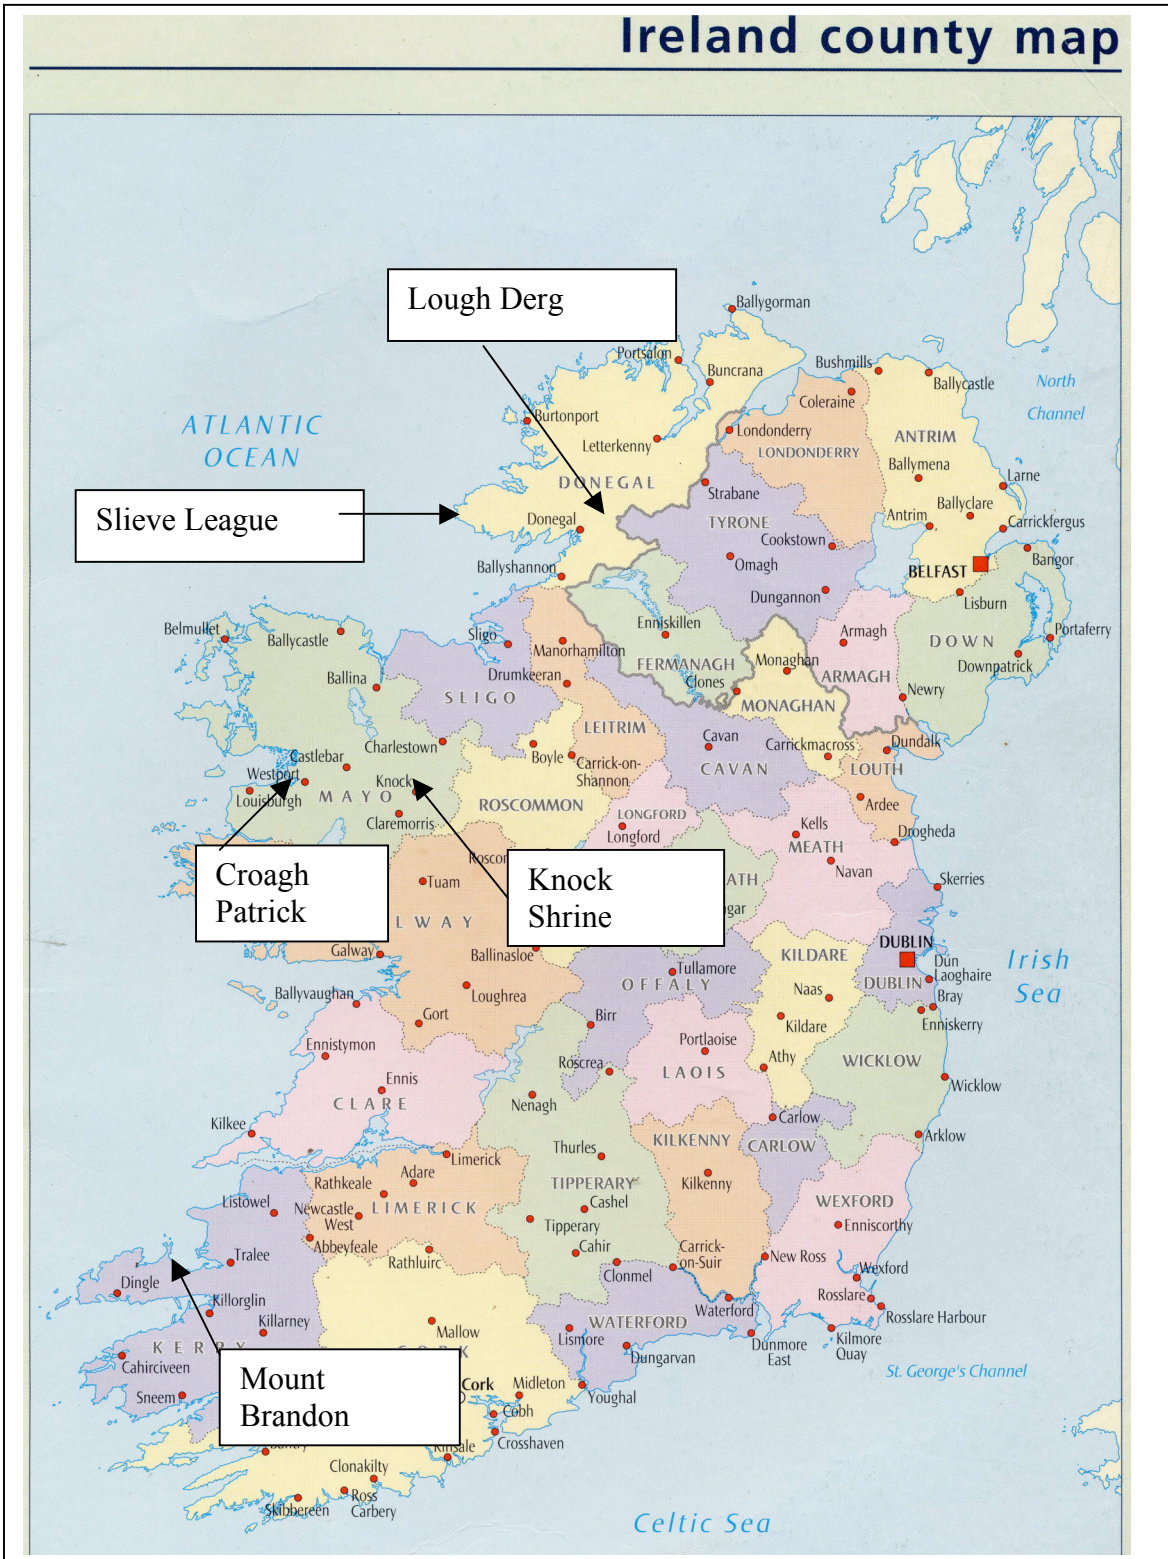 Ireland county map
Lough Derg
Ballygorman
Portsalon
Buncrana
Bushmills
Ballycastle
North
Channel
Coleraine
Burtonport
ATLANTIC
OCEAN
Letterkenny
Londonderry
LONDONDERRY
ANTRIM
Ballymena
Larne
DONEGAL
Strabane
Slieve League
Donegal
TYRONE
Ballyclare
Antrim
Carrickfergus
Cookstown
Omagh
Bangor
BELFAST
Ballyshannon
Dungannon
Lisburn
Belmullet
Ballycastle
Sligo
Enniskillen
Manorhamilton
Armagh
DOWN
Portaferry
Monaghan
FERMANAGH
Downpatrick
Drumkeeran
Clones
ARMAGH
Ballina
SLIGO
Newry
MONAGHAN
LEITRIM
Cavan
Charlestown
Carrickmacross
Dundalk
Castlebar
Boyle
Carrick-on-
Shannon
CAVAN
LOUTH
Westport
Knock
Louisburgh
MAYO
ROSCOMMON
Ardee
Claremorris
LONGFORD
Longford
Kells
Drogheda
MEATH
Roscom
Navan
Croagh
Patrick
Knock
Shrine
Tuam
ATH
Skerries
gar
LWAY
DUBLIN
Galway
Ballinasloe
KILDARE
Irish
Sea
Dún
Laoghaire
Tullamore
OFFALY
DUBLIN
Ballyvaughan
Loughrea
Naas
Bray
Gort
Birr
Kildare
Enniskerry
Ennistymon
Portlaoise
Roscrea
LAOIS
Athy
WICKLOW
Ennis
Wicklow
CLARE
Nenagh
Kilkee
Carlow
Arklow
Thurles
KILKENNY
CARLOW
Limerick
Adare
Rathkeale
TIPPERARY
Kilkenny
Listowel
Newcastle
West
LIMERICK
Cashel
WEXFORD
Tipperary
Enniscorthy
Abbeyfeale
Tralee
Rathluirc
Cahir
Carrick-
on-Suir
New Ross
Clonmel
Wexford
Dingle
Killorglin
Waterford
Rosslare
Rosslare Harbour
Killarney
Mallow
WATERFORD
Lismore
KERRY
Dungarvan
Dunmore
East
Kilmore
Quay
Cahirciveen
St. George's Channel
Mount
Brandon
Cork
Midleton
Sneem
Youghal
Cobh
Crosshaven
Kinsale
Clonakilty
Ross
Carbery
Skibbereen
Celtic Sea